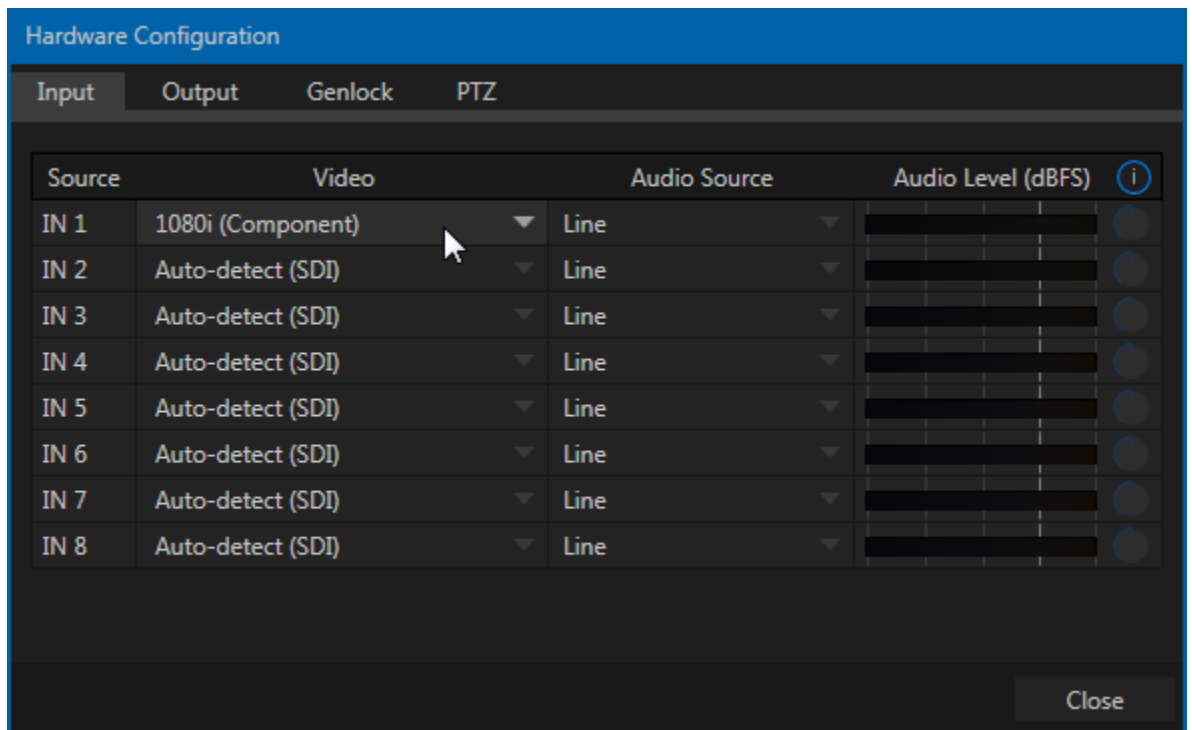 Hardware Configuration
Input Output Genlock PTZ
Source Video Audio Source Audio Level (dBFS) i
IN 1 1080i (Component) Line
IN 2 Auto-detect (SDI) Line
IN 3 Auto-detect (SDI) Line
IN 4 Auto-detect (SDI) Line
IN 5 Auto-detect (SDI) Line
IN 6 Auto-detect (SDI) Line
IN 7 Auto-detect (SDI) Line
IN 8 Auto-detect (SDI) Line
Close